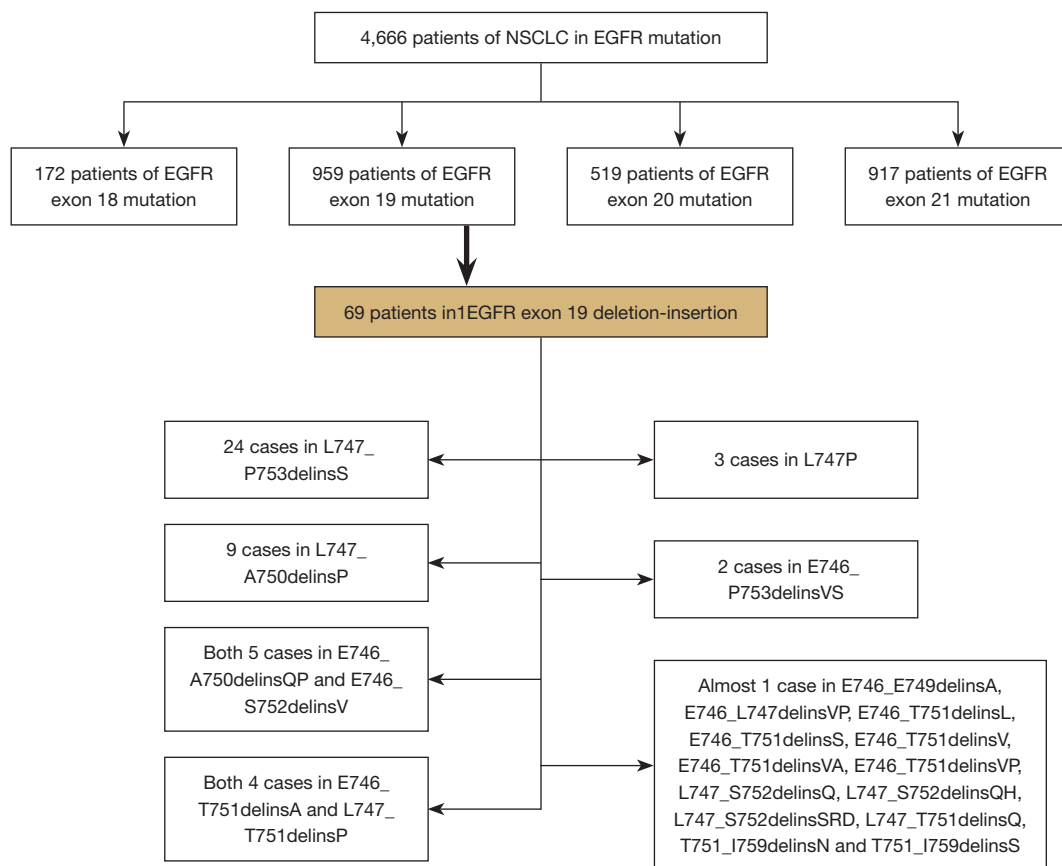 4,666 patients of NSCLC in EGFR mutation
172 patients of EGFR
exon 18 mutation
959 patients of EGFR
exon 19 mutation
519 patients of EGFR
exon 20 mutation
917 patients of EGFR
exon 21 mutation
69 patients in1EGFR exon 19 deletion-insertion
24 cases in L747_
P753delinsS
3 cases in L747P
9 cases in L747_
A750delinsP
2 cases in E746_
P753delinsVS
Both 5 cases in E746_
A750delinsQP and E746_
S752delinsV
Almost 1 case in E746_E749delinsA,
E746_L747delinsVP, E746_T751delinsL,
E746_T751delinsS, E746_T751delinsV,
E746_T751delinsVA, E746_T751delinsVP,
L747_S752delinsQ, L747_S752delinsQH,
L747_S752delinsSRD, L747_T751delinsQ,
T751_I759delinsN and T751_I759delinsS
Both 4 cases in E746_
T751delinsA and L747_
T751delinsP